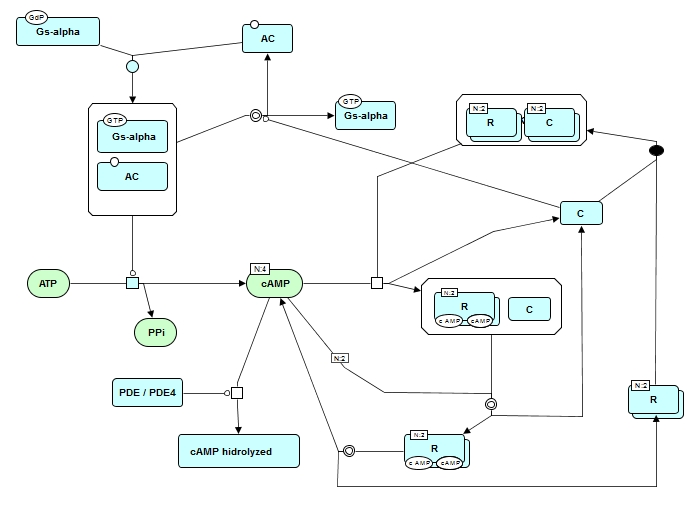 GdP
Gs-alpha
AC
GTP
Gs-alpha
AC
GTP
Gs-alpha
N:2
R
N:2
C
C
ATP
N:4
cAMP
PPi
N:2
R
cAMP
cAMP
C
N:2
PDE / PDE4
cAMP hidrolyzed
N:2
R
cAMP
cAMP
N:2
R